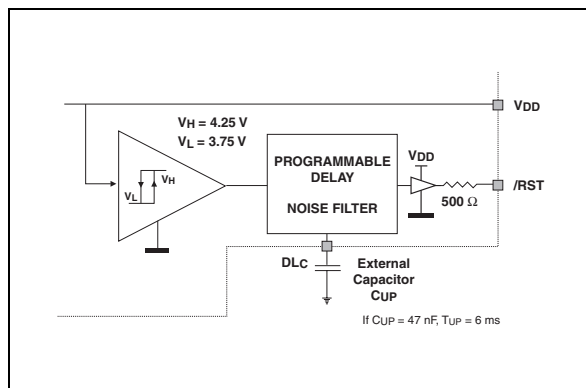 VH = 4.25 V
VL = 3.75 V
VDD
VH
VL
PROGRAMMABLE
DELAY
NOISE FILTER
VDD
/RST
500 Ω
DLC
External
Capacitor
CUP
If CUP = 47 nF, TUP = 6 ms